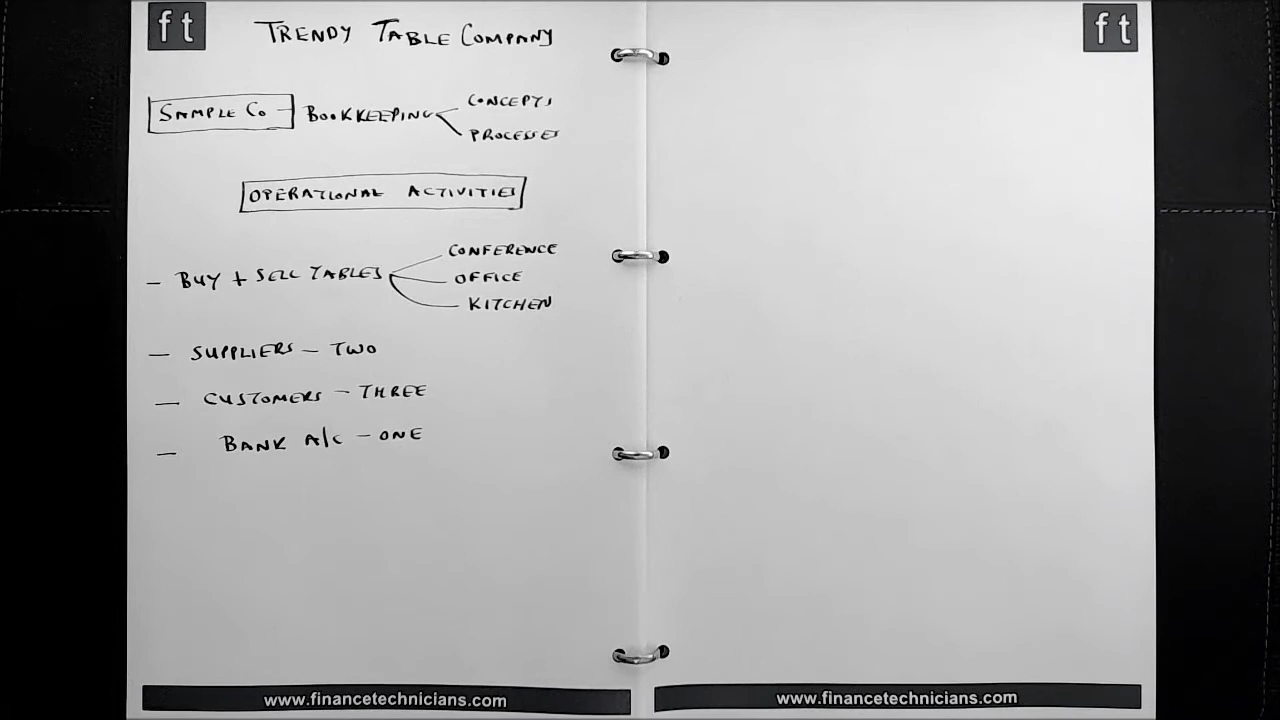 ft
TRENDY TABLE COMPANY
SAMPLE CO - BOOKKEEPING
CONCEPTS
PROCESSES
OPERATIONAL ACTIVITIES
- BUY + SELL TABLES
CONFERENCE
OFFICE
KITCHEN
- SUPPLIERS - TWO
- CUSTOMERS - THREE
- BANK A/C - ONE
www.financetechnicians.com
ft
www.financetechnicians.com